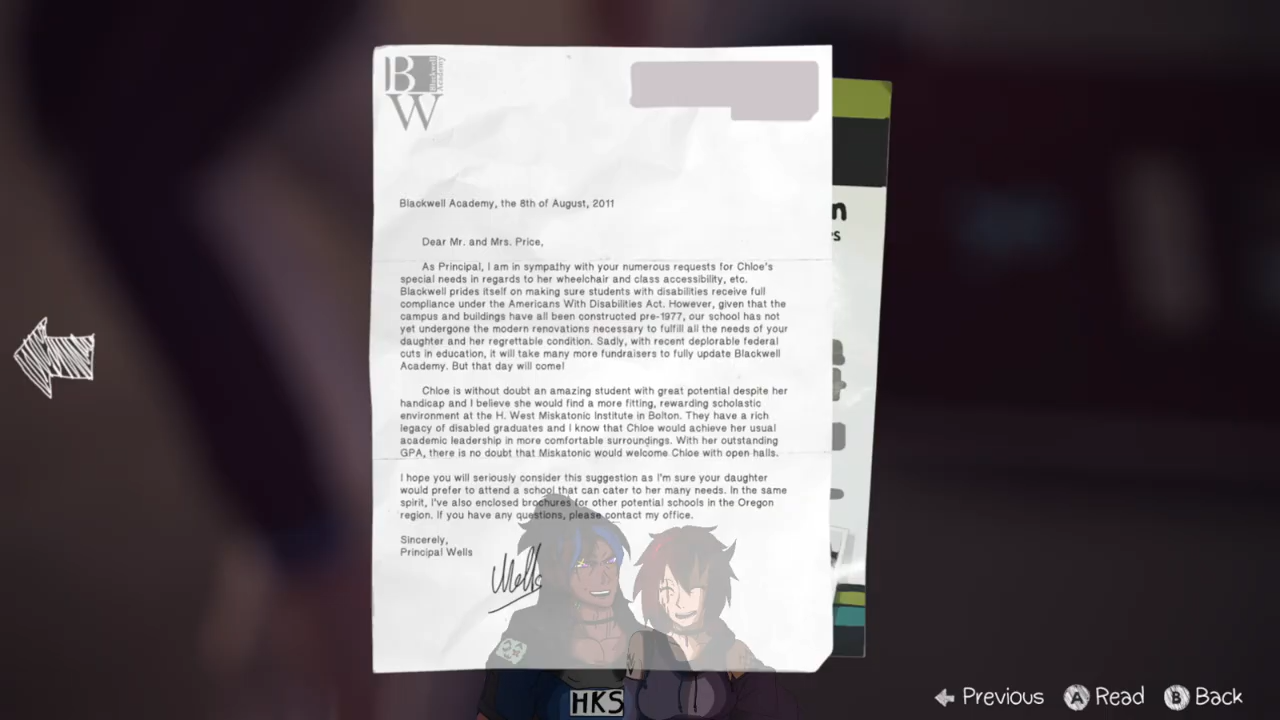 B
W
Blackwell
Academy
Blackwell Academy, the 8th of August, 2011
Dear Mr. and Mrs. Price,
As Principal, I am in sympathy with your numerous requests for Chloe's
special needs in regards to her wheelchair and class accessibility, etc.
Blackwell prides itself on making sure students with disabilities receive full
compliance under the Americans With Disabilities Act. However, given that the
campus and buildings have all been constructed pre-1977, our school has not
yet undergone the modern renovations necessary to fulfill all the needs of your
daughter and her regrettable condition. Sadly, with recent deplorable federal
cuts in education, it will take many more fundraisers to fully update Blackwell
Academy. But that day will come!
Chloe is without doubt an amazing student with great potential despite her
handicap and I believe she would find a more fitting, rewarding scholastic
environment at the H. West Miskatonic Institute in Bolton. They have a rich
legacy of disabled graduates and I know that Chloe would achieve her usual
academic leadership in more comfortable surroundings. With her outstanding
GPA, there is no doubt that Miskatonic would welcome Chloe with open halls.
I hope you will seriously consider this suggestion as I'm sure your daughter
would prefer to attend a school that can cater to her many needs. In the same
spirit, I've also enclosed brochures for other potential schools in the Oregon
region. If you have any questions, please contact my office.
Sincerely,
Principal Wells
Wells
n
s
HKS
Previous A Read B Back